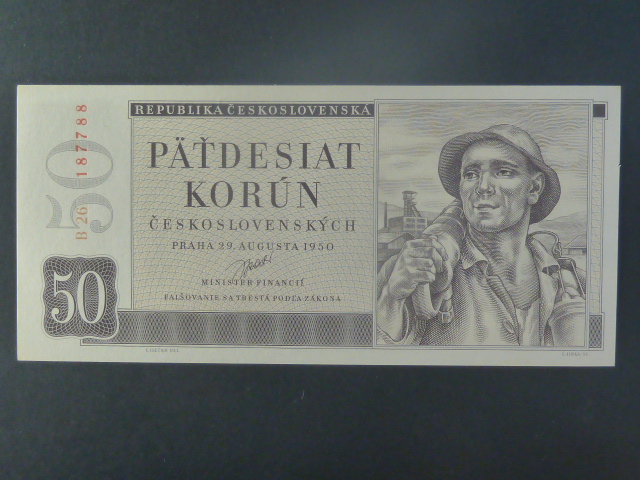 REPUBLIKA ČESKOSLOVENSKÁ
PÄŤDESIAT
KORÚN
ČESKOSLOVENSKÝCH
PRAHA 29. AUGUSTA 1950
MINISTER FINANCIÍ
FALŠOVANIE SA TRESTÁ PODĽA ZÁKONA
50
50
B 26 187788